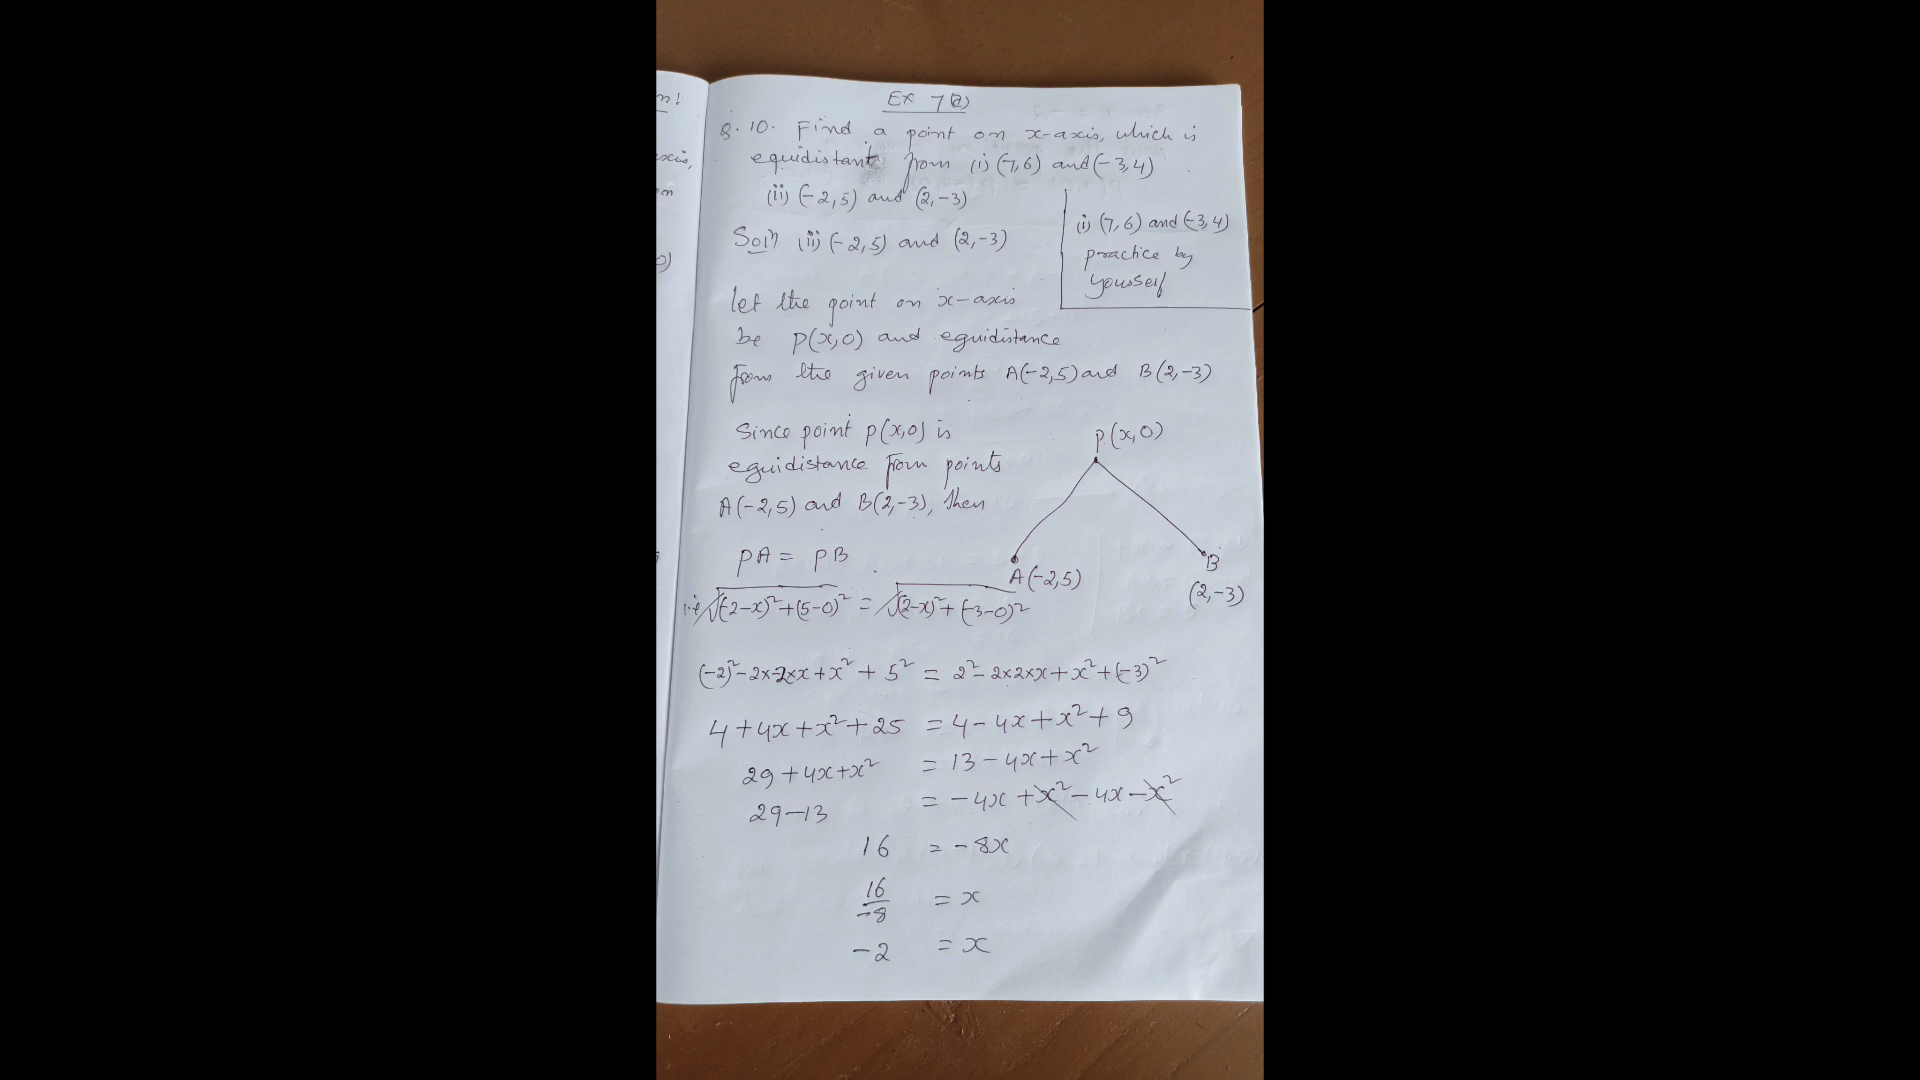 n!
axis,
on
o)
Ex 7(a)
Q.10. Find a point on x-axis, which is
equidistant from (i) (7,6) and (-3,4)
(ii) (-2,5) and (2,-3)
Soln (ii) (-2,5) and (2,-3)
(i) (7,6) and (-3,4)
practice by
yourself
let the point on x-axis
be P(x,0) and equidistance
from the given points A(-2,5) and B(2,-3)
Since point P(x,0) is
equidistance from points
A(-2,5) and B(2,-3), then
P(x,0)
A(-2,5)
B
(2,-3)
PA = PB
i.e √(-2-x)²+(5-0)² = √(2-x)²+(-3-0)²
(-2)²-2x-2xx+x²+5² = 2²-2x2xx+x²+(-3)²
4+4x+x²+25 = 4-4x+x²+9
29+4x+x² = 13-4x+x²
29-13 = -4x+x²-4x-x²
16 = -8x
16/-8 = x
-2 = x